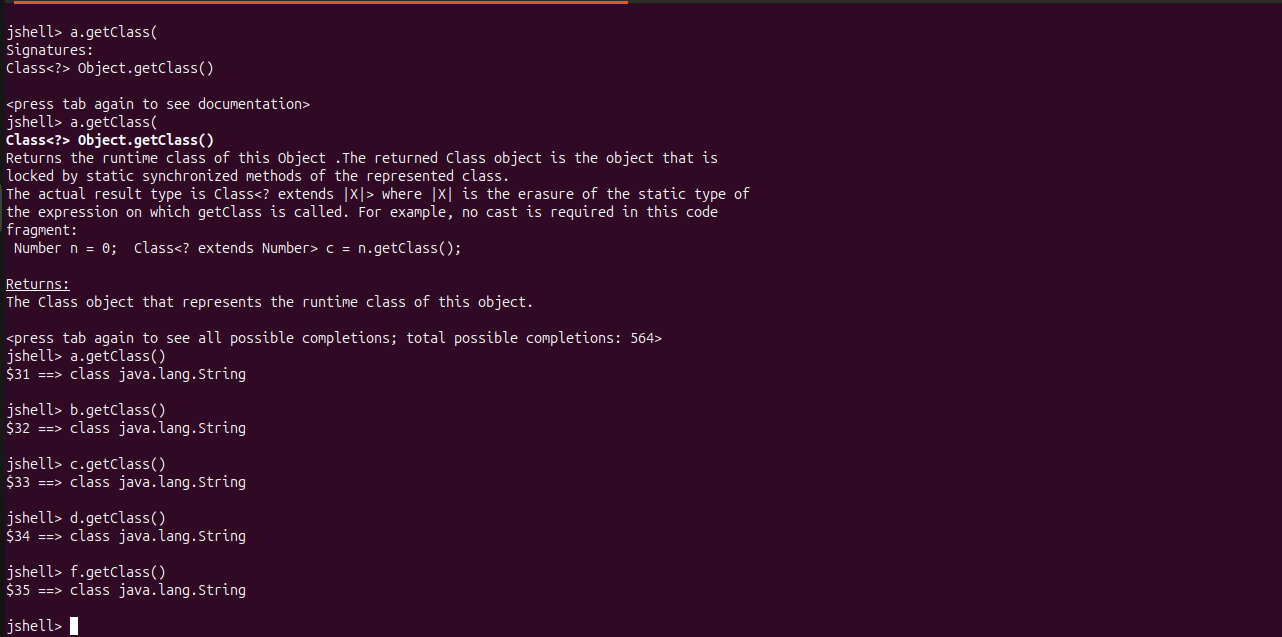 jshell> a.getClass(
Signatures:
Class<?> Object.getClass()
<press tab again to see documentation>
jshell> a.getClass(
Class<?> Object.getClass()
Returns the runtime class of this Object .The returned Class object is the object that is
locked by static synchronized methods of the represented class.
The actual result type is Class<? extends |X|> where |X| is the erasure of the static type of
the expression on which getClass is called. For example, no cast is required in this code
fragment:
 Number n = 0;  Class<? extends Number> c = n.getClass();
Returns:
The Class object that represents the runtime class of this object.
<press tab again to see all possible completions; total possible completions: 564>
jshell> a.getClass()
$31 ==> class java.lang.String
jshell> b.getClass()
$32 ==> class java.lang.String
jshell> c.getClass()
$33 ==> class java.lang.String
jshell> d.getClass()
$34 ==> class java.lang.String
jshell> f.getClass()
$35 ==> class java.lang.String
jshell>